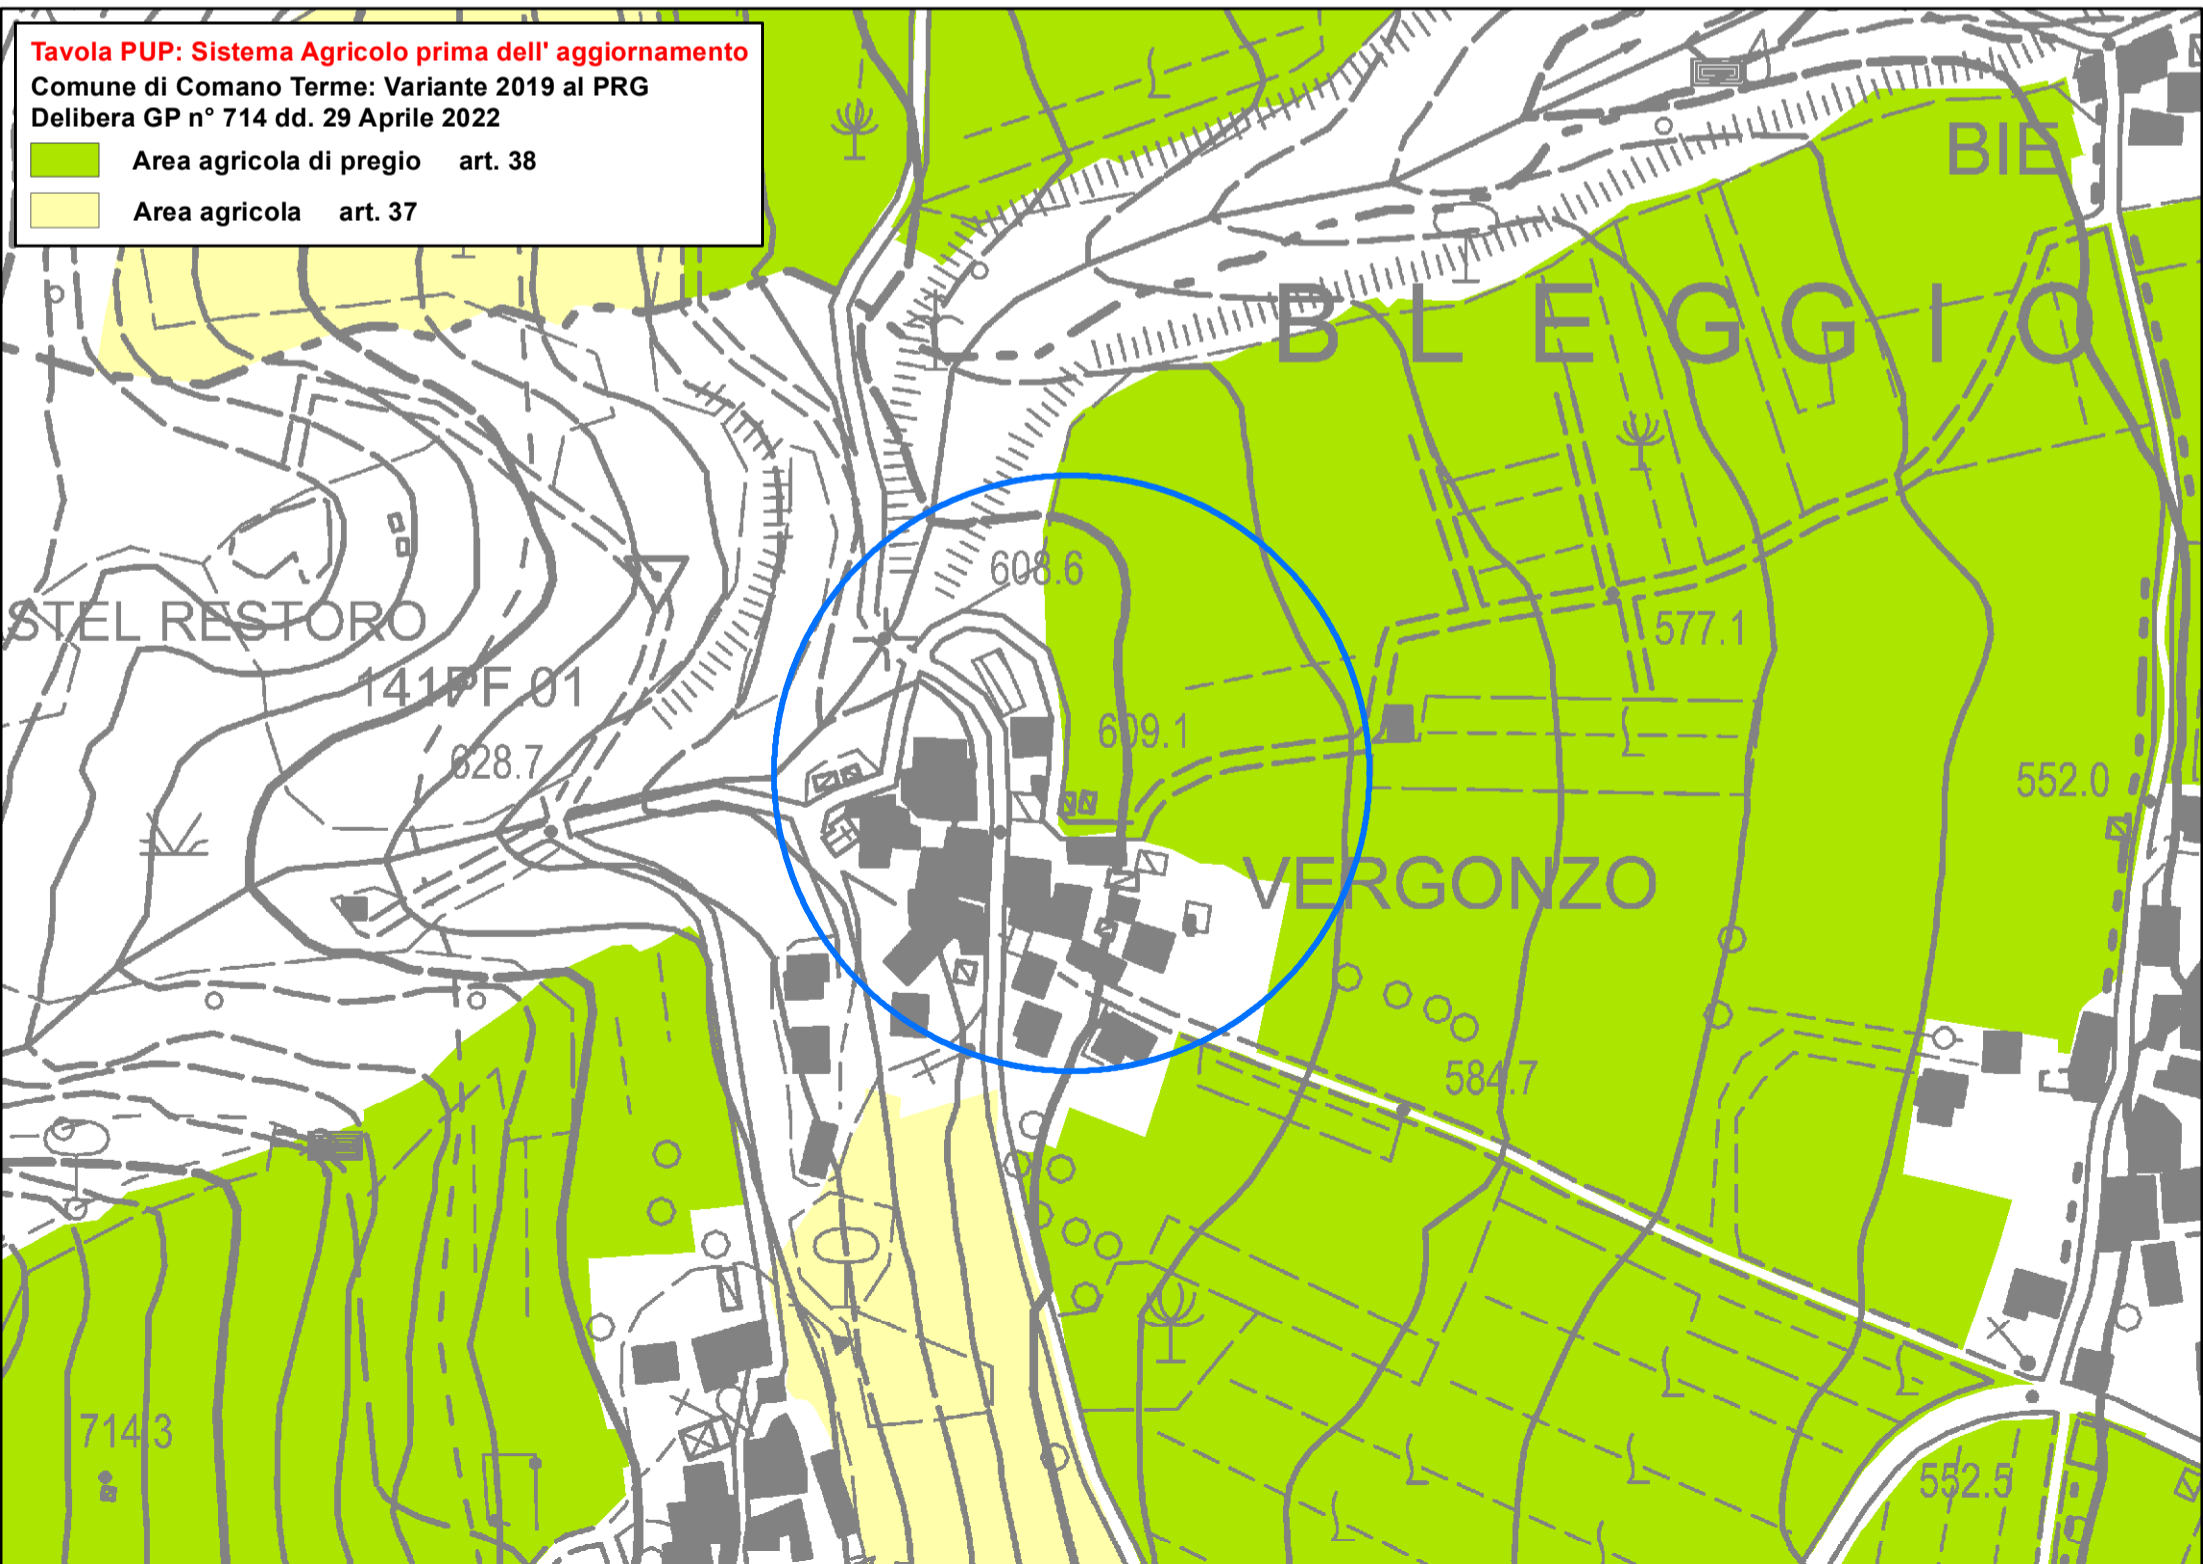 Tavola PUP: Sistema Agricolo prima dell' aggiornamento
Comune di Comano Terme: Variante 2019 al PRG
Delibera GP n° 714 dd. 29 Aprile 2022
Area agricola di pregio art. 38
Area agricola art. 37
BIE
BLEGGIO
608.6
577.1
STEL RESTORO
141PF.01
609.1
628.7
552.0
VERGONZO
584.7
714.3
552.5